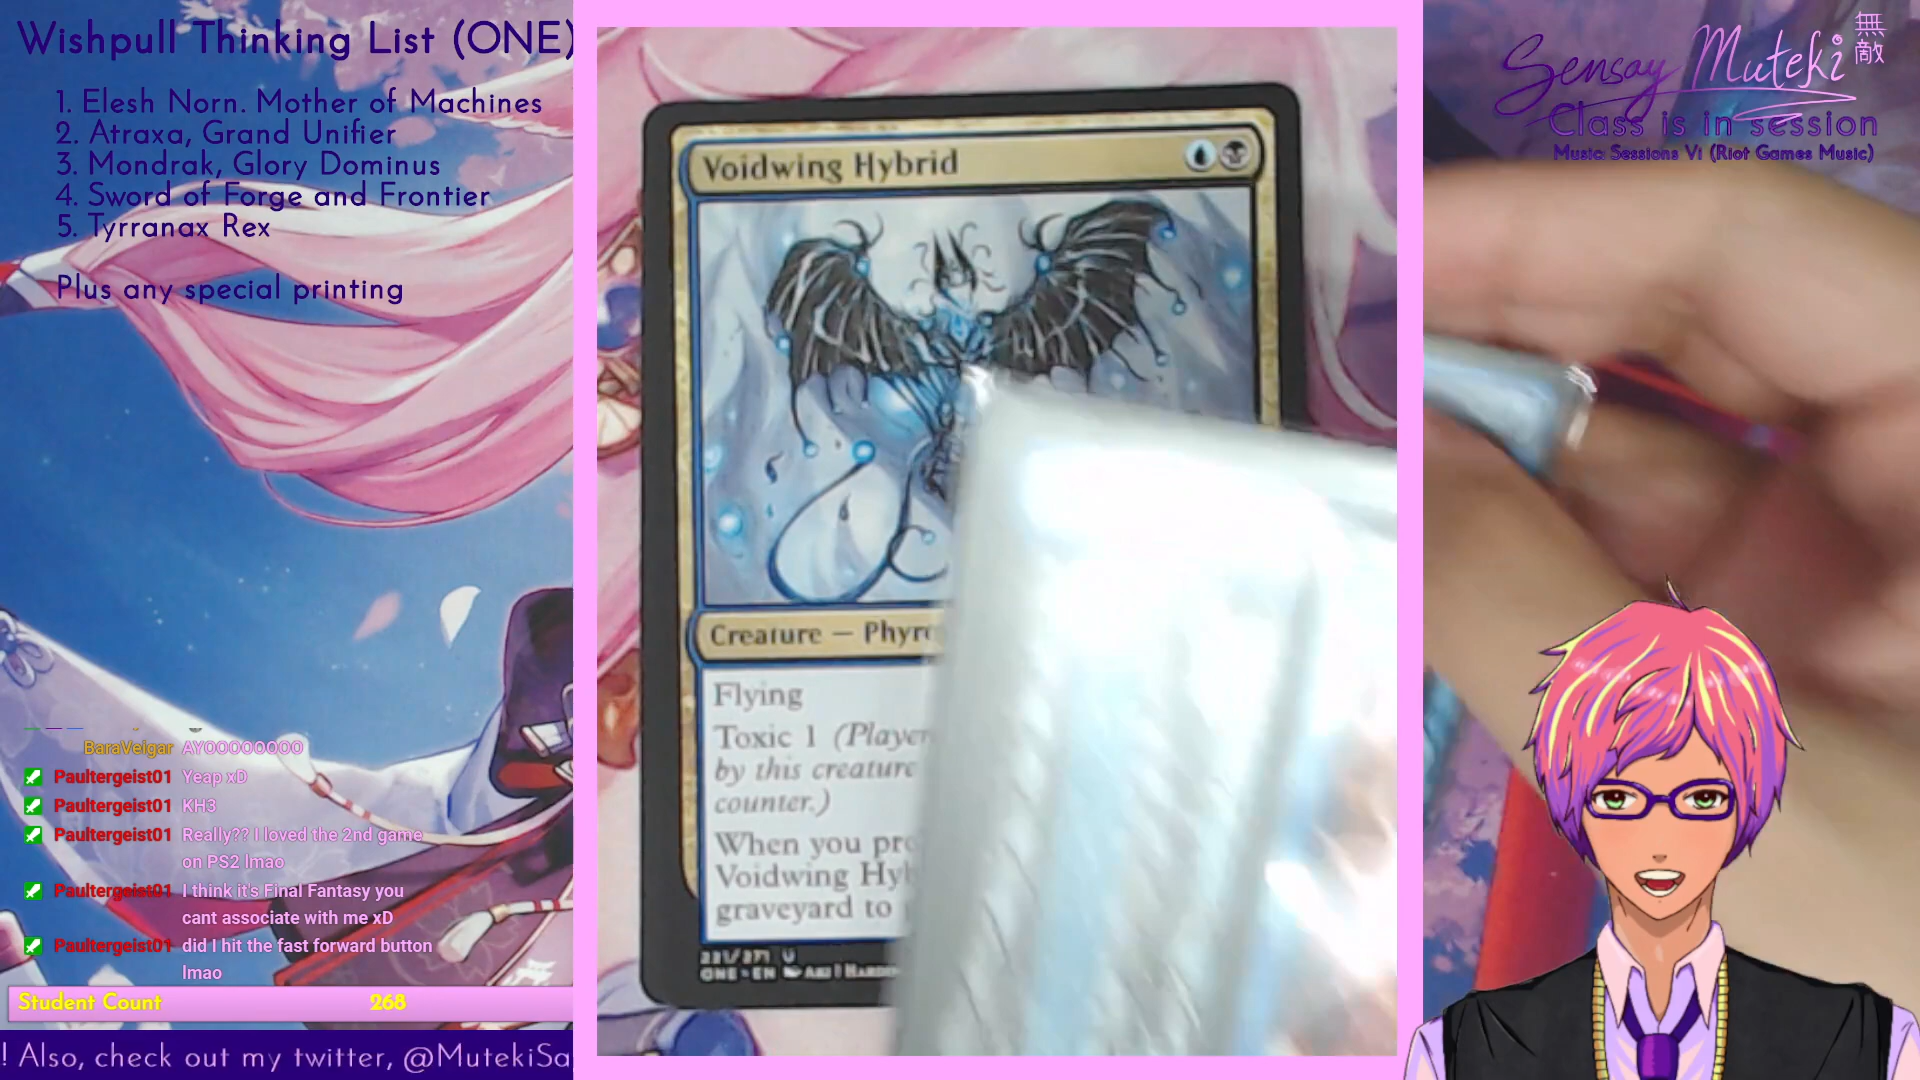 Wishpull Thinking List (ONE)
1. Elesh Norn. Mother of Machines
2. Atraxa, Grand Unifier
3. Mondrak, Glory Dominus
4. Sword of Forge and Frontier
5. Tyrranax Rex
Plus any special printing
BaraVeigar AYOOOOOOOO
Paultergeist01 Yeap xD
Paultergeist01 KH3
Paultergeist01 Really?? I loved the 2nd game
on PS2 lmao
Paultergeist01 I think it's Final Fantasy you
cant associate with me xD
Paultergeist01 did I hit the fast forward button
lmao
Student Count 268
! Also, check out my twitter, @MutekiSa
Voidwing Hybrid
Creature — Phyr
Flying
Toxic 1 (Player
by this creature
counter.)
When you pro
Voidwing Hyb
graveyard to
221/271 U
ONE • EN
Sensay Muteki 無敵
Class is in session
Music: Sessions Vi (Riot Games Music)